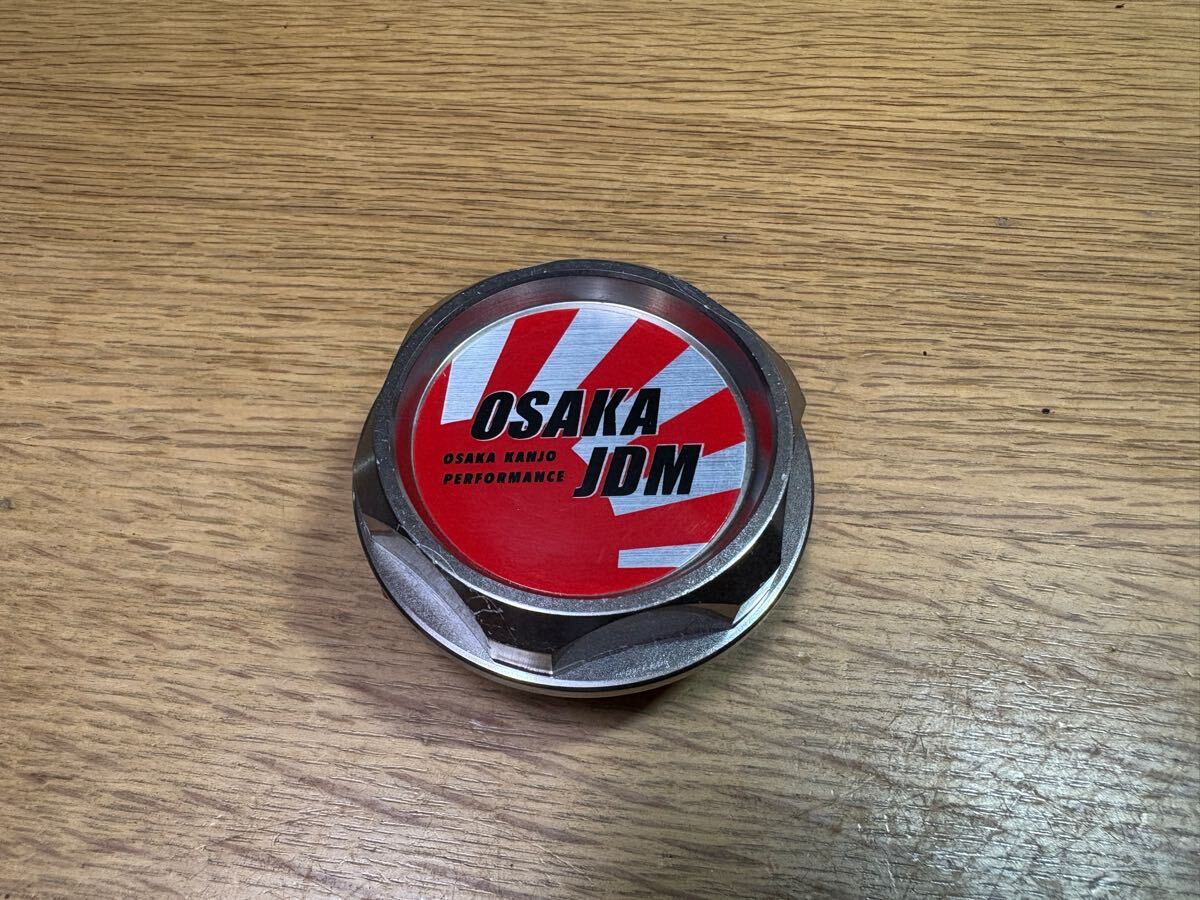 OSAKA
JDM
OSAKA KANJO
PERFORMANCE